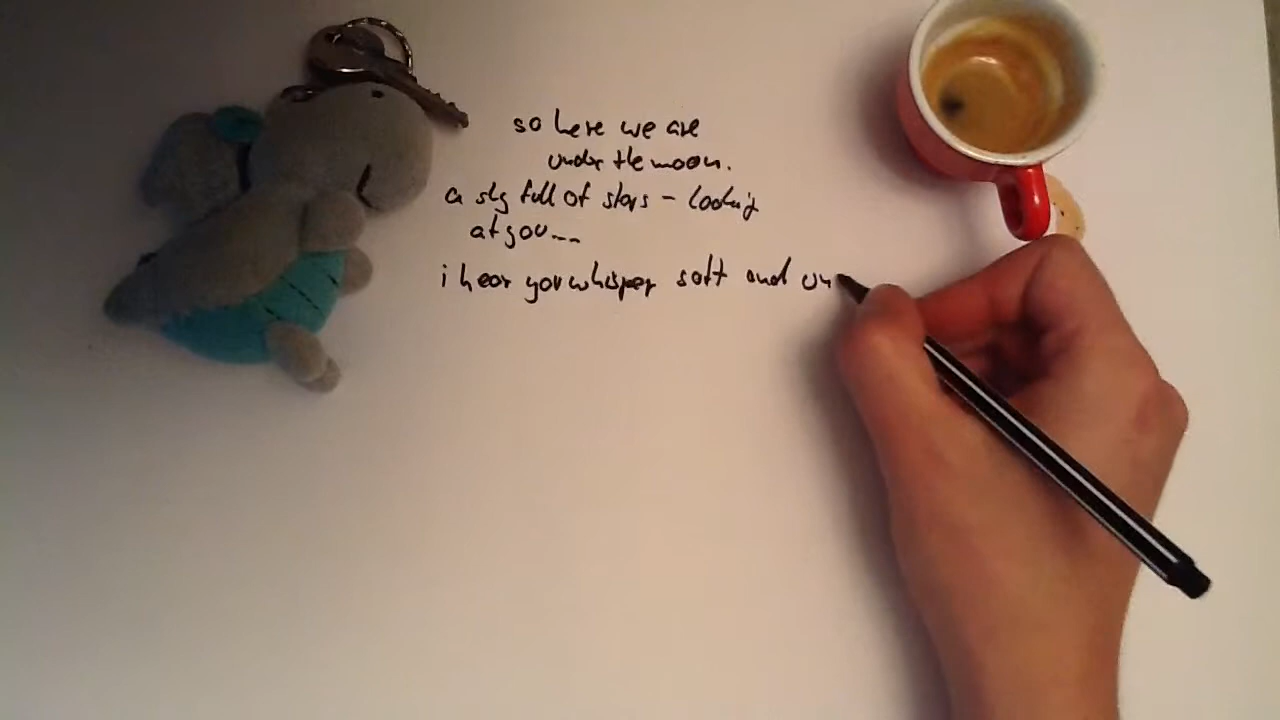 so here we are
under the moon.
a sky full of stars - looking
at you...
i hear you whisper soft and un